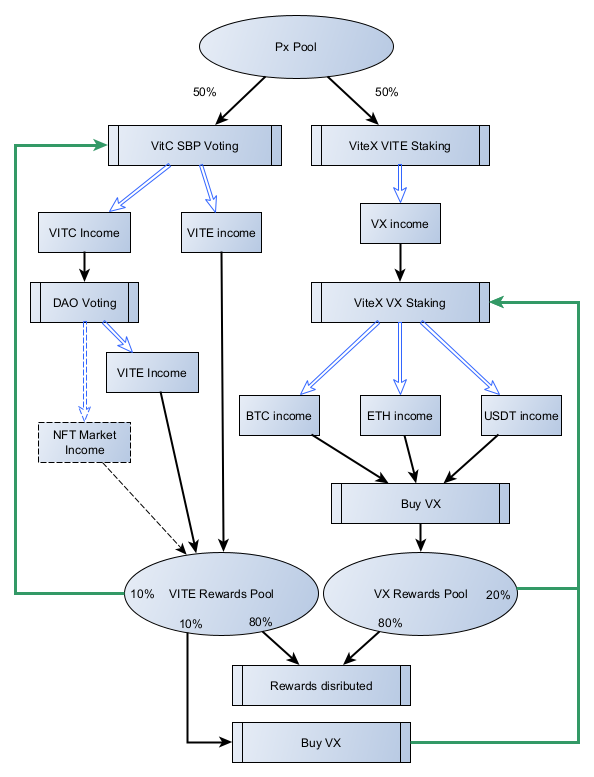 Px Pool
50%
50%
VitC SBP Voting
ViteX VITE Staking
VITC Income
VITE income
VX income
DAO Voting
ViteX VX Staking
VITE Income
BTC income
ETH income
USDT income
NFT Market
Income
Buy VX
10%
VITE Rewards Pool
VX Rewards Pool
20%
10%
80%
80%
Rewards disributed
Buy VX